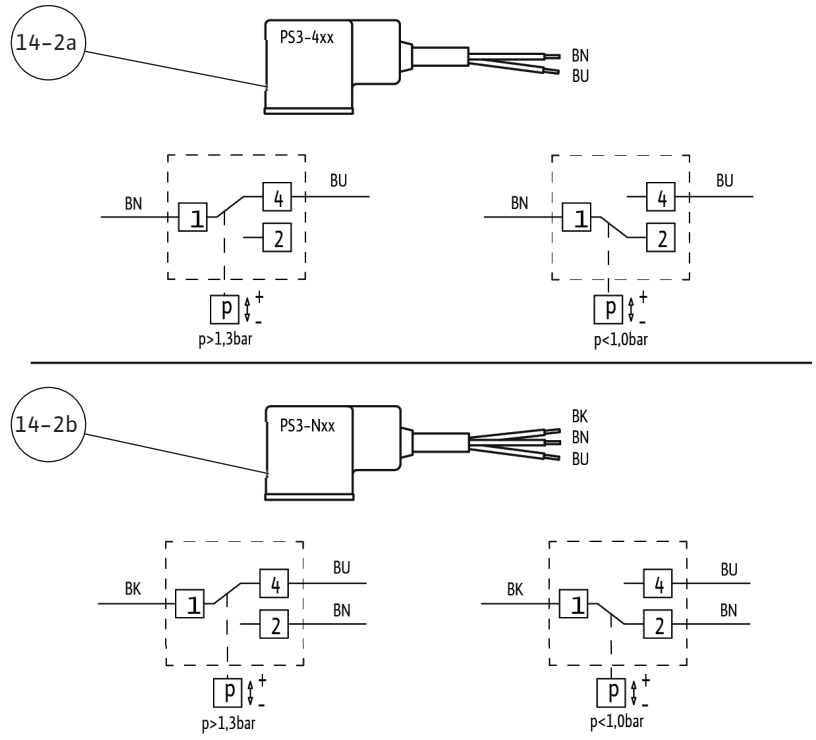 14-2a
PS3-4xx
BN
BU
BN
1
4
BU
2
p
+
-
p>1,3bar
BN
1
4
BU
2
p
+
-
p<1,0bar
14-2b
PS3-Nxx
BK
BN
BU
BK
1
4
BU
2
BN
p
+
-
p>1,3bar
BK
1
4
BU
2
BN
p
+
-
p<1,0bar